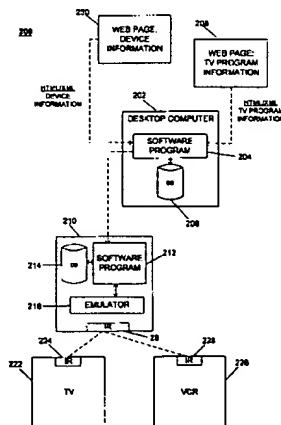 200
230
WEB PAGE,
DEVICE
INFORMATION
208
WEB PAGE:
TV PROGRAM
INFORMATION
HTML/XML
DEVICE
INFORMATION
HTML/XML
TV PROGRAM
INFORMATION
202
DESKTOP COMPUTER
SOFTWARE
PROGRAM
204
DB
206
210
214
DB
SOFTWARE
PROGRAM
212
216
EMULATOR
IR
28
224
IR
222
TV
228
IR
226
VCR